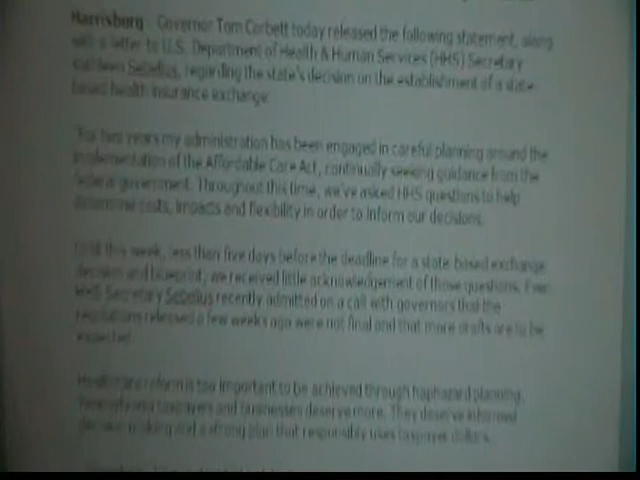 Harrisburg - Governor Tom Corbett today released the following statement, along
with a letter to U.S. Department of Health & Human Services (HHS) Secretary
Kathleen Sebelius, regarding the state's decision on the establishment of a state-
based health insurance exchange.
"For two years my administration has been engaged in careful planning around the
implementation of the Affordable Care Act, continually seeking guidance from the
federal government. Throughout this time, we've asked HHS questions to help
determine costs, impacts and flexibility in order to inform our decisions.
Until this week, less than five days before the deadline for a state based exchange
decision and blueprint, we received little acknowledgement of those questions. Even
HHS Secretary Sebelius recently admitted on a call with governors that the
regulations released a few weeks ago were not final and that more drafts are to be
expected.
Healthcare reform is too important to be achieved through haphazard planning.
Pennsylvania taxpayers and businesses deserve more. They deserve informed
decision making and a strong plan that responsibly uses taxpayer dollars.